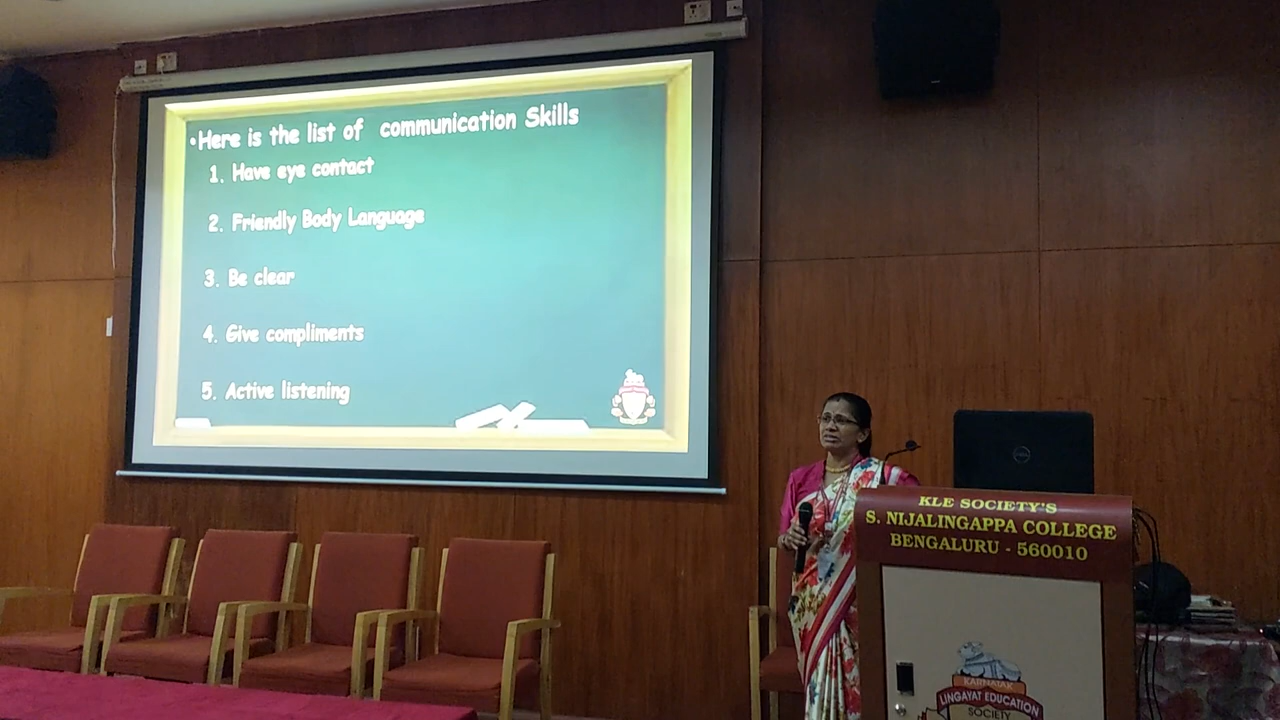 •Here is the list of communication Skills
1. Have eye contact
2. Friendly Body Language
3. Be clear
4. Give compliments
5. Active listening
DELL
KLE SOCIETY'S
S. NIJALINGAPPA COLLEGE
BENGALURU - 560010
KARNATAK
LINGAYAT EDUCATION
SOCIETY